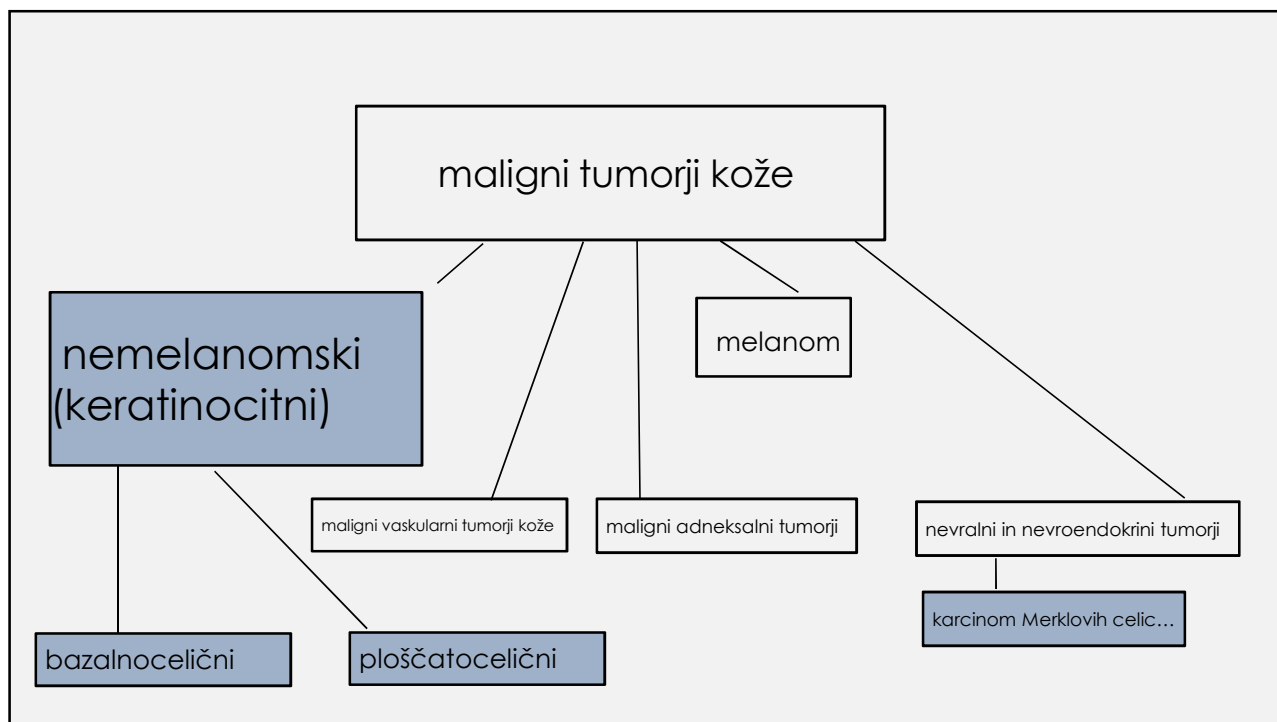 maligni tumorji kože
nemelanomski
(keratinocitni)
melanom
maligni vaskularni tumorji kože
maligni adneksalni tumorji
nevralni in nevroendokrini tumorji
karcinom Merklovih celic…
bazalnocelični
ploščatocelični